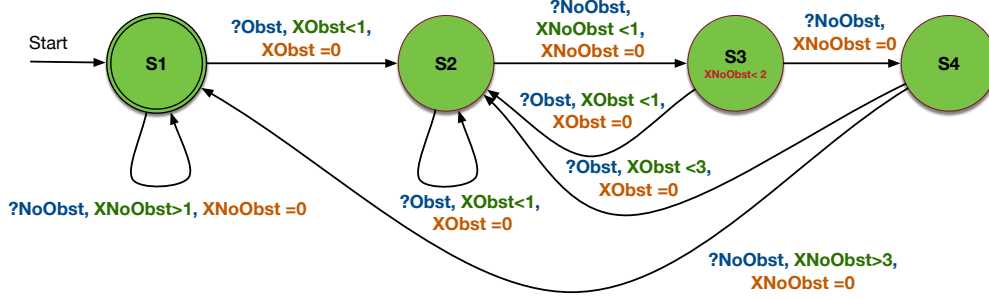 Start
S1
?Obst, XObst<1,
XObst =0
S2
?NoObst,
XNoObst <1,
XNoObst =0
S3
XNoObst< 2
?NoObst,
XNoObst =0
S4
?Obst, XObst <1,
XObst =0
?Obst, XObst <3,
XObst =0
?NoObst, XNoObst>1, XNoObst =0
?Obst, XObst<1,
XObst =0
?NoObst, XNoObst>3,
XNoObst =0